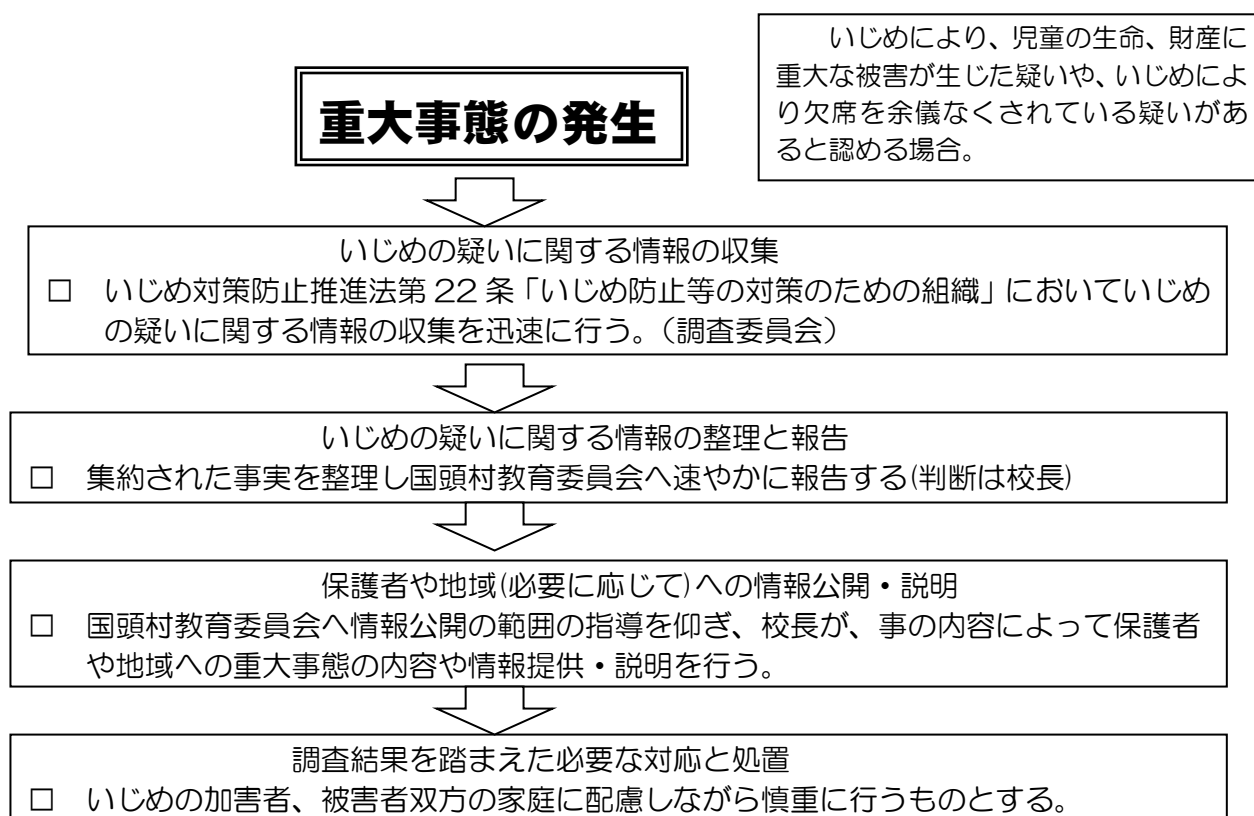 重大事態の発生
いじめにより、児童の生命、財産に
重大な被害が生じた疑いや、いじめによ
り欠席を余儀なくされている疑いがあ
ると認める場合。
いじめの疑いに関する情報の収集
□ いじめ対策防止推進法第22条「いじめ防止等の対策のための組織」においていじめ
の疑いに関する情報の収集を迅速に行う。（調査委員会）
いじめの疑いに関する情報の整理と報告
□ 集約された事実を整理し国頭村教育委員会へ速やかに報告する(判断は校長)
保護者や地域(必要に応じて)への情報公開・説明
□ 国頭村教育委員会へ情報公開の範囲の指導を仰ぎ、校長が、事の内容によって保護者
や地域への重大事態の内容や情報提供・説明を行う。
調査結果を踏まえた必要な対応と処置
□ いじめの加害者、被害者双方の家庭に配慮しながら慎重に行うものとする。